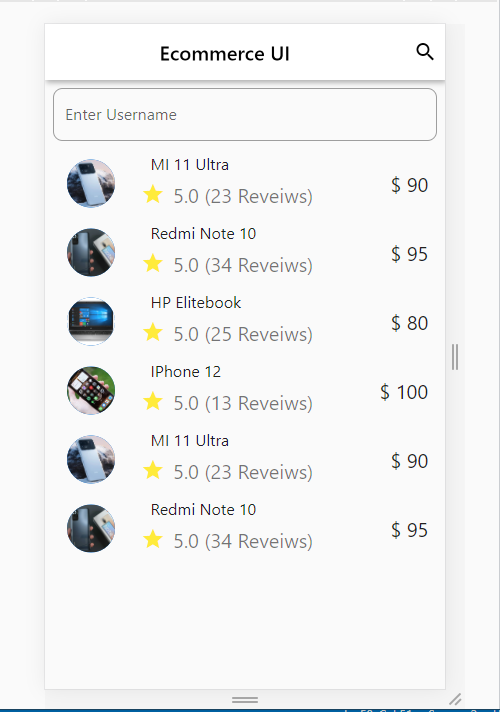 Ecommerce UI
Enter Username
MI 11 Ultra
5.0 (23 Reveiws)
$ 90
Redmi Note 10
5.0 (34 Reveiws)
$ 95
HP Elitebook
5.0 (25 Reveiws)
$ 80
IPhone 12
5.0 (13 Reveiws)
$ 100
MI 11 Ultra
5.0 (23 Reveiws)
$ 90
Redmi Note 10
5.0 (34 Reveiws)
$ 95